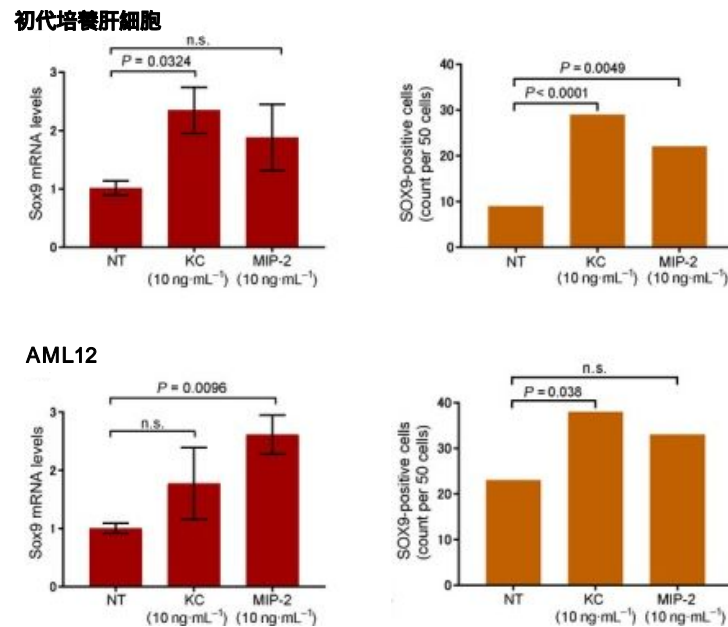 初代培養肝細胞
n.s.
P = 0.0324
3
2
1
0
Sox9 mRNA levels
NT
KC
MIP-2
(10 ng·mL⁻¹) (10 ng·mL⁻¹)
P = 0.0049
P< 0.0001
40
30
20
10
0
SOX9-positive cells
(count per 50 cells)
NT
KC
MIP-2
(10 ng·mL⁻¹) (10 ng·mL⁻¹)
AML12
P = 0.0096
n.s.
3
2
1
0
Sox9 mRNA levels
NT
KC
MIP-2
(10 ng·mL⁻¹) (10 ng·mL⁻¹)
n.s.
P = 0.038
40
30
20
10
0
SOX9-positive cells
(count per 50 cells)
NT
KC
MIP-2
(10 ng·mL⁻¹) (10 ng·mL⁻¹)